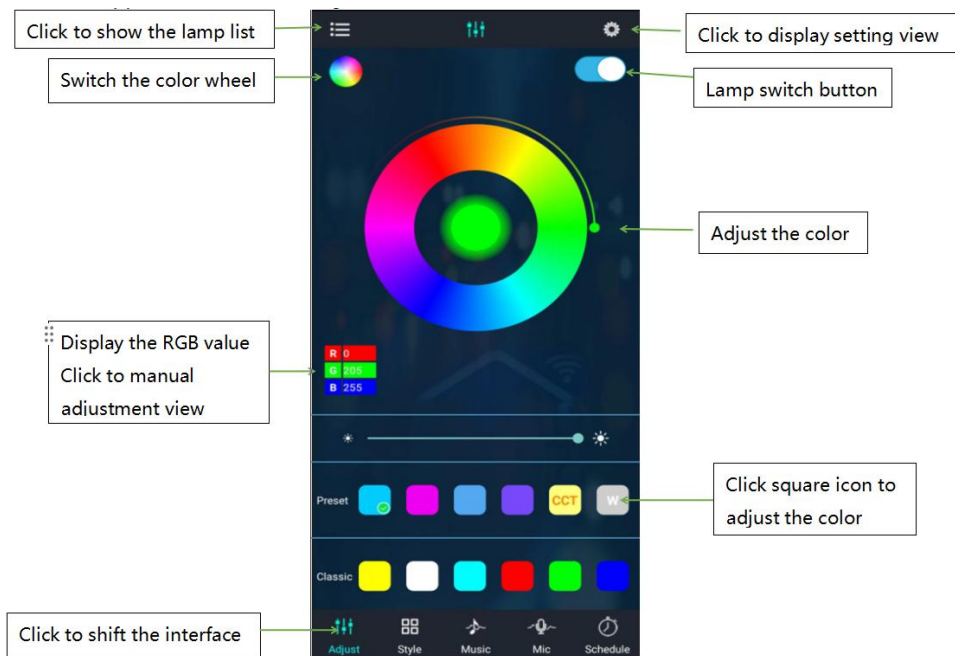 Click to show the lamp list
Click to display setting view
Switch the color wheel
Lamp switch button
Adjust the color
Display the RGB value
Click to manual
adjustment view
R 0
G 205
B 255
Preset
CCT
W
Click square icon to
adjust the color
Classic
Click to shift the interface
Adjust
Style
Music
Mic
Schedule